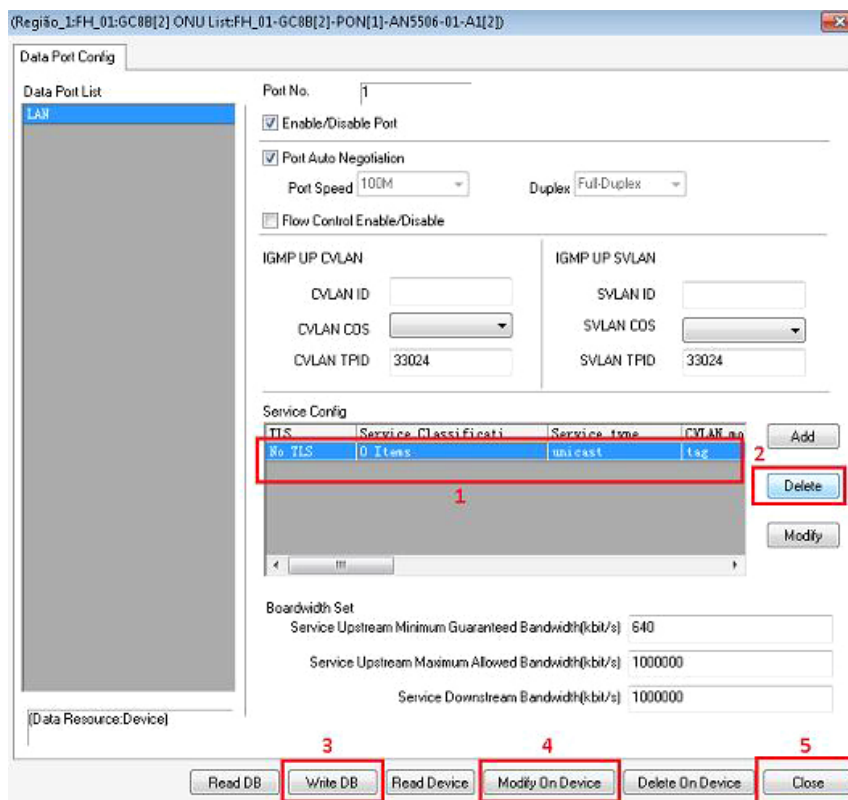 (Região_1:FH_01:GC8B[2] ONU List:FH_01-GC8B[2]-PON[1]-AN5506-01-A1[2])
Data Port Config
Data Port List
LAN
Port No. 1
Enable/Disable Port
Port Auto Negotiation
Port Speed 100M Duplex Full-Duplex
Flow Control Enable/Disable
IGMP UP CVLAN IGMP UP SVLAN
CVLAN ID SVLAN ID
CVLAN COS SVLAN COS
CVLAN TPID 33024 SVLAN TPID 33024
Service Config
TLS Service Classificati Service type CVLAN mo
No TLS 0 Items unicast tag
1
Add
2
Delete
Modify
Boardwidth Set
Service Upstream Minimum Guaranteed Bandwidth(kbit/s) 640
Service Upstream Maximum Allowed Bandwidth(kbit/s) 1000000
Service Downstream Bandwidth(kbit/s) 1000000
(Data Resource:Device)
3 4 5
Read DB Write DB Read Device Modify On Device Delete On Device Close